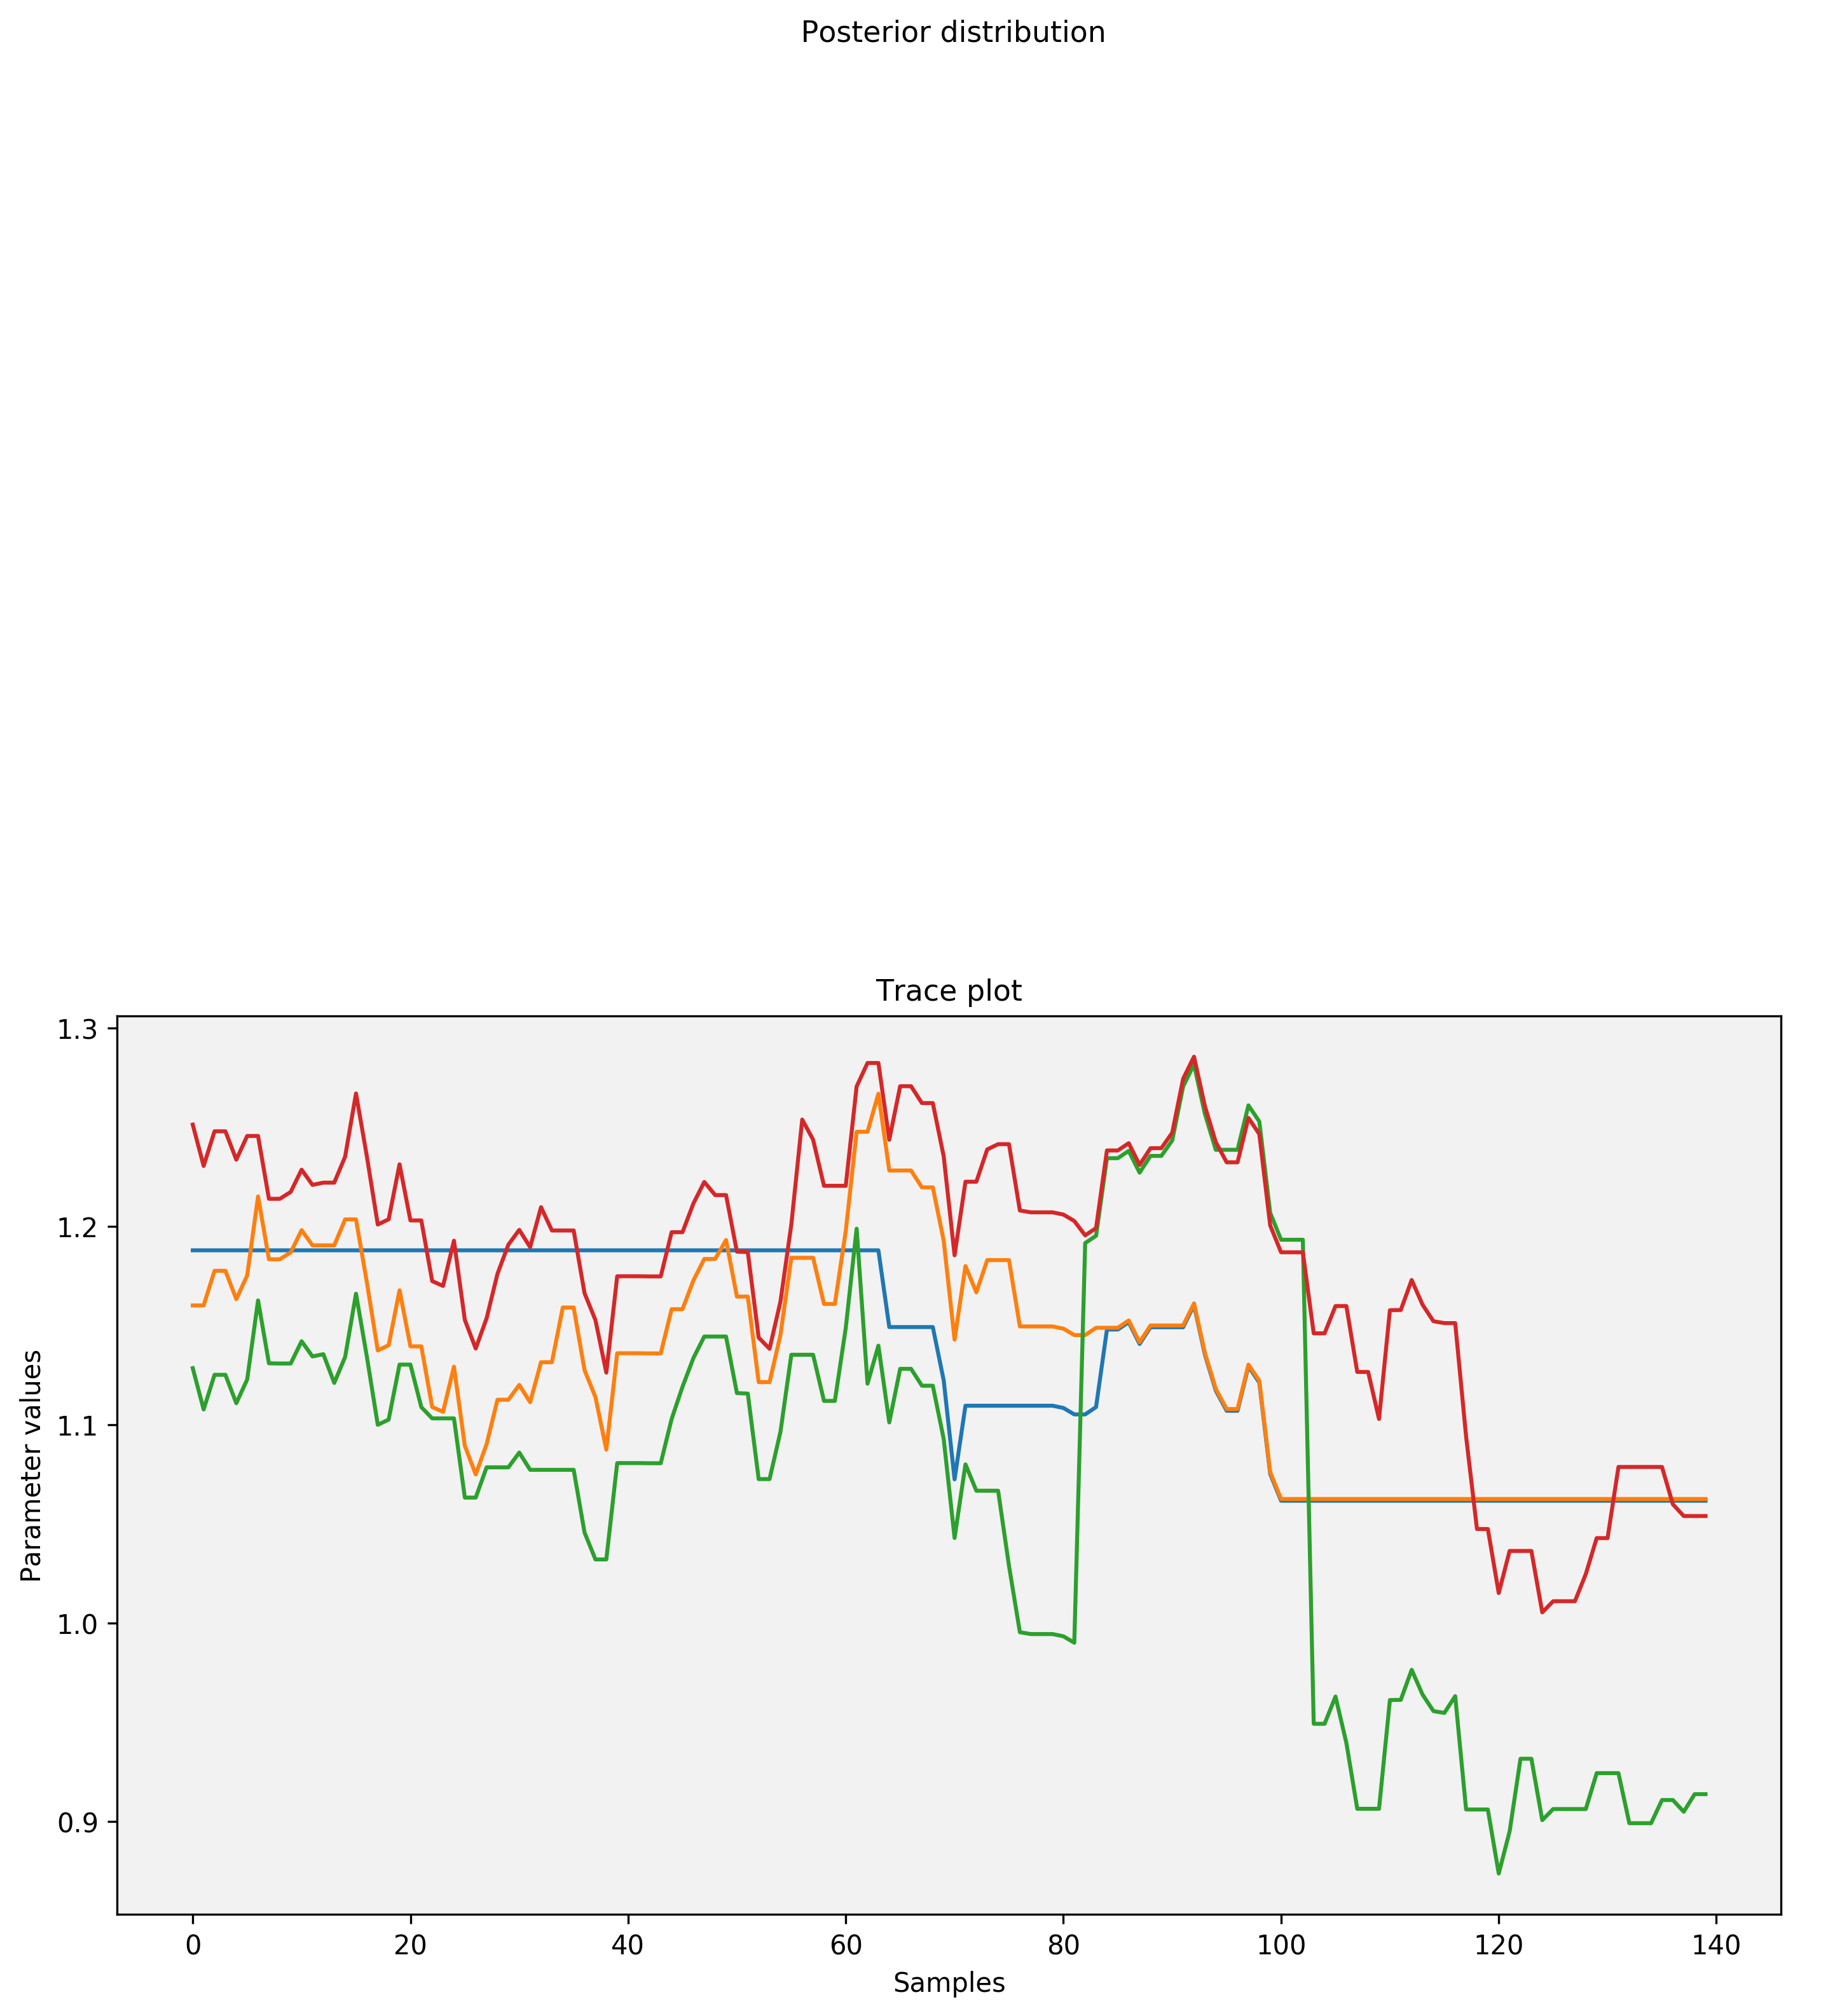 Posterior distribution
Trace plot
1.3
1.2
1.1
1.0
0.9
Parameter values
0 20 40 60 80 100 120 140
Samples